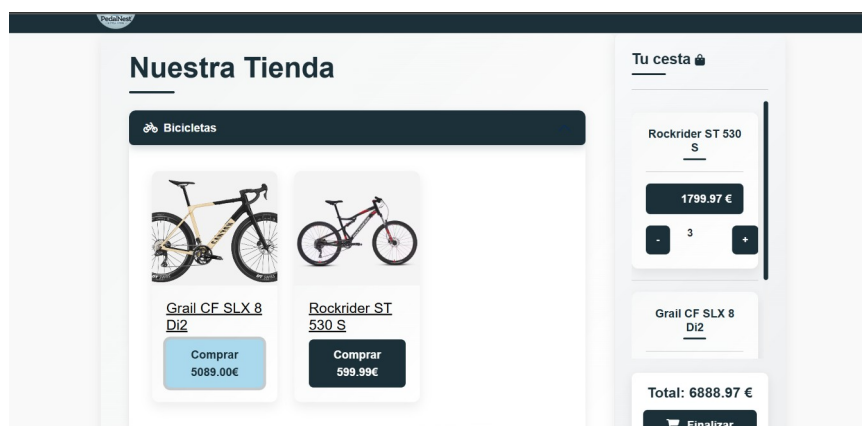 PedalNest
Nuestra Tienda
Bicicletas
Grail CF SLX 8
Di2
Comprar
5089.00€
Rockrider ST
530 S
Comprar
599.99€
Tu cesta
Rockrider ST 530
S
1799.97 €
-
3
+
Grail CF SLX 8
Di2
Total: 6888.97 €
Finalizar